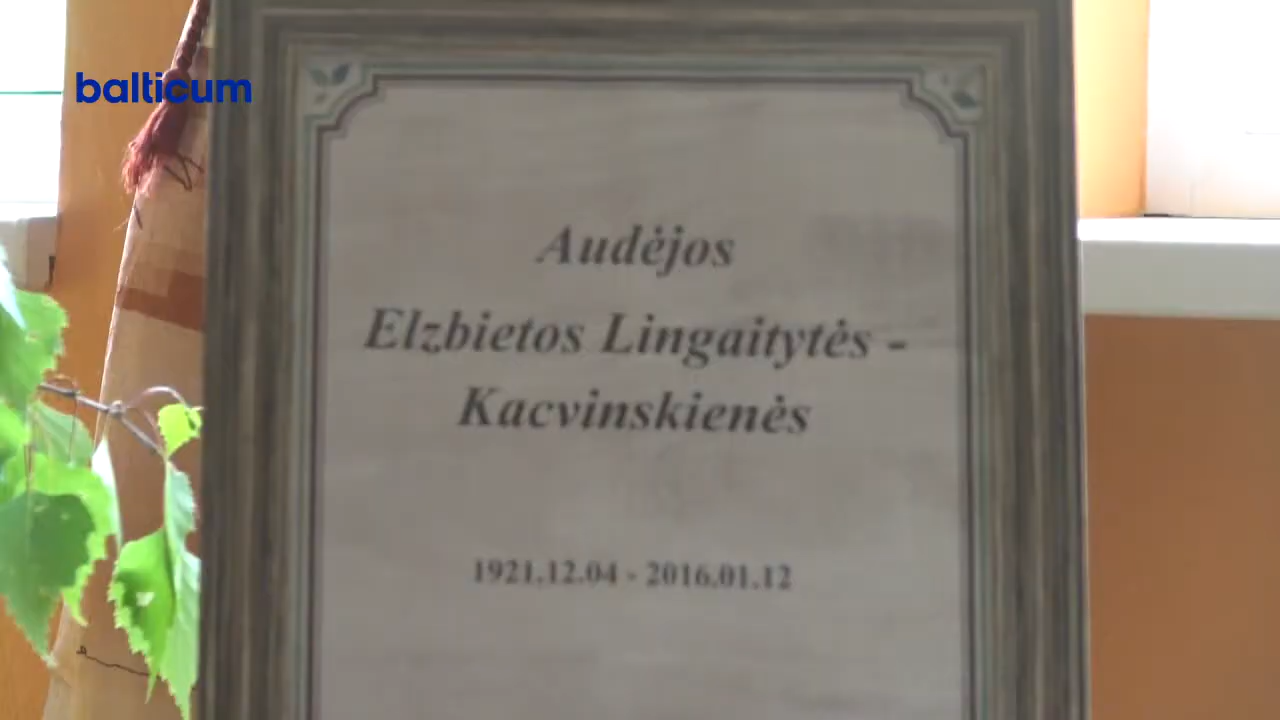 balticum
Audėjos
Elzbietos Lingaitytės -
Kacvinskienės
1921.12.04 - 2016.01.12